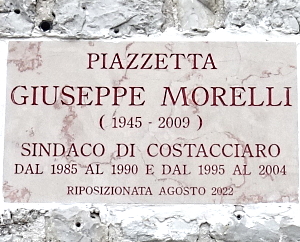 PIAZZETTA
GIUSEPPE MORELLI
( 1945 - 2009 )
SINDACO DI COSTACCIARO
DAL 1985 AL 1990 E DAL 1995 AL 2004
RIPOSIZIONATA AGOSTO 2022